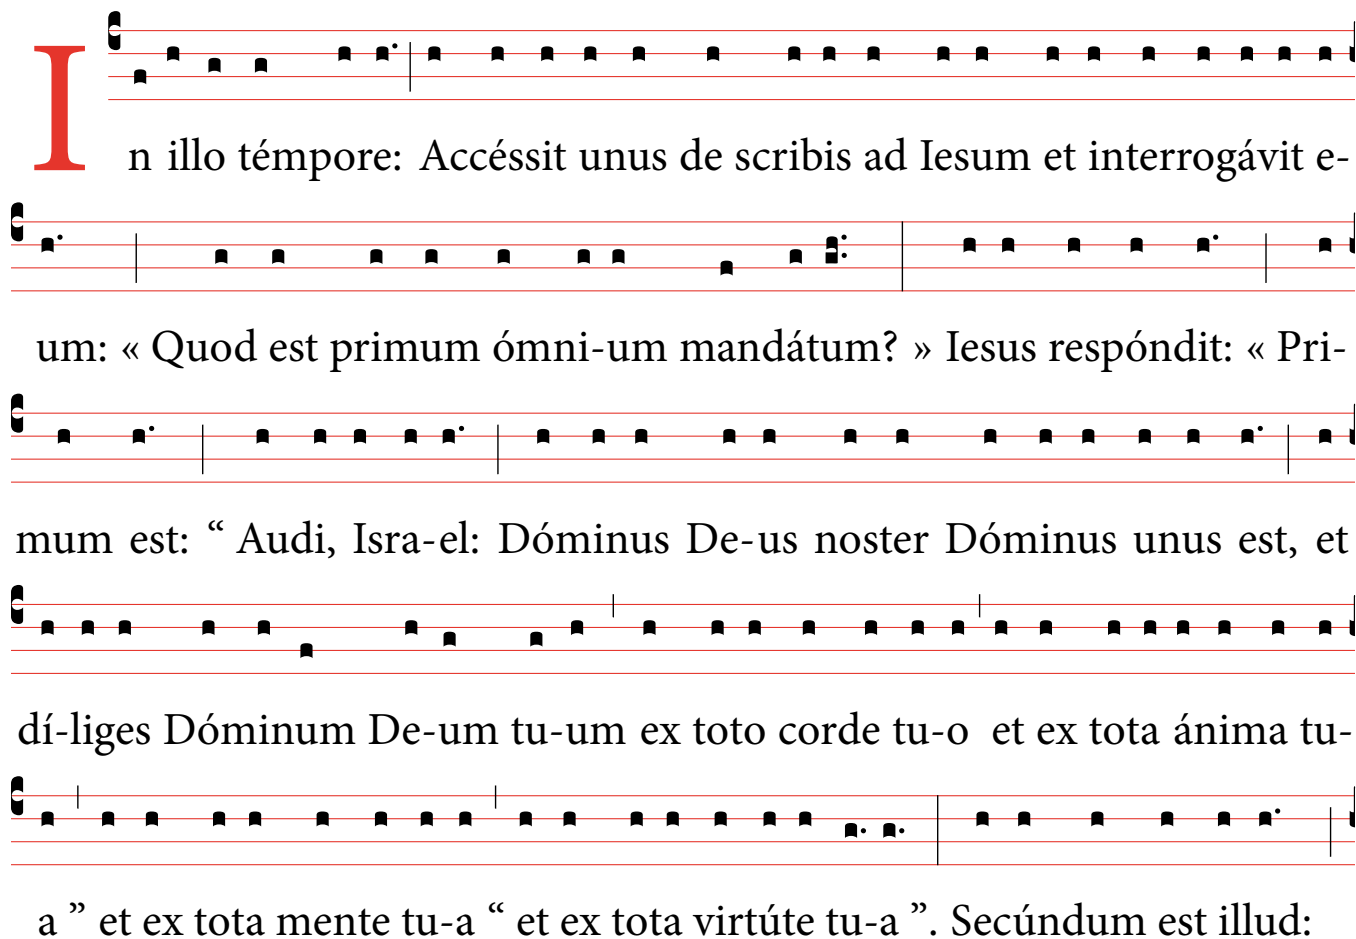 In illo témpore: Accéssit unus de scribis ad Iesum et interrogávit e-
um: « Quod est primum ómni-um mandátum? » Iesus respóndit: « Pri-
mum est: “ Audi, Isra-el: Dóminus De-us noster Dóminus unus est, et
dí-liges Dóminum De-um tu-um ex toto corde tu-o et ex tota ánima tu-
a ” et ex tota mente tu-a “ et ex tota virtúte tu-a ”. Secúndum est illud: